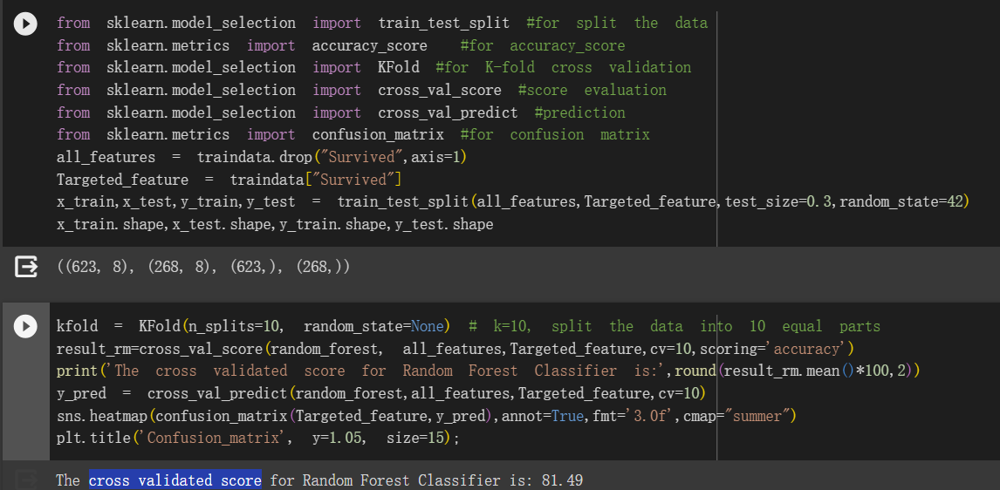 from sklearn.model_selection import train_test_split #for split the data
from sklearn.metrics import accuracy_score #for accuracy_score
from sklearn.model_selection import KFold #for K-fold cross validation
from sklearn.model_selection import cross_val_score #score evaluation
from sklearn.model_selection import cross_val_predict #prediction
from sklearn.metrics import confusion_matrix #for confusion matrix
all_features = traindata.drop("Survived",axis=1)
Targeted_feature = traindata["Survived"]
x_train,x_test,y_train,y_test = train_test_split(all_features,Targeted_feature,test_size=0.3,random_state=42)
x_train.shape,x_test.shape,y_train.shape,y_test.shape
((623, 8), (268, 8), (623,), (268,))
kfold = KFold(n_splits=10, random_state=None) # k=10, split the data into 10 equal parts
result_rm=cross_val_score(random_forest, all_features,Targeted_feature,cv=10,scoring='accuracy')
print('The cross validated score for Random Forest Classifier is:',round(result_rm.mean()*100,2))
y_pred = cross_val_predict(random_forest,all_features,Targeted_feature,cv=10)
sns.heatmap(confusion_matrix(Targeted_feature,y_pred),annot=True,fmt='3.0f',cmap="summer")
plt.title('Confusion_matrix', y=1.05, size=15);
The cross validated score for Random Forest Classifier is: 81.49